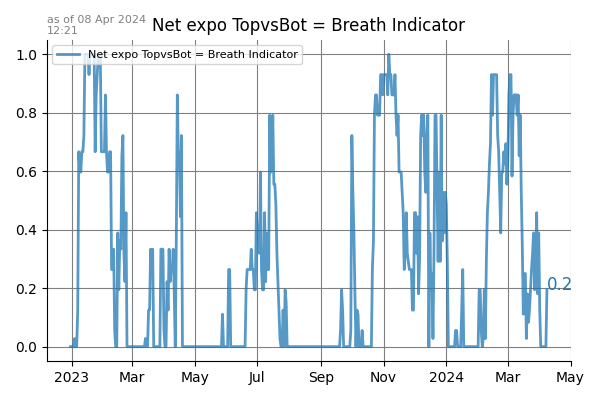 as of 08 Apr 2024
12:21
Net expo TopvsBot = Breath Indicator
Net expo TopvsBot = Breath Indicator
1.0
0.8
0.6
0.4
0.2
0.0
0.2
2023 Mar May Jul Sep Nov 2024 Mar May